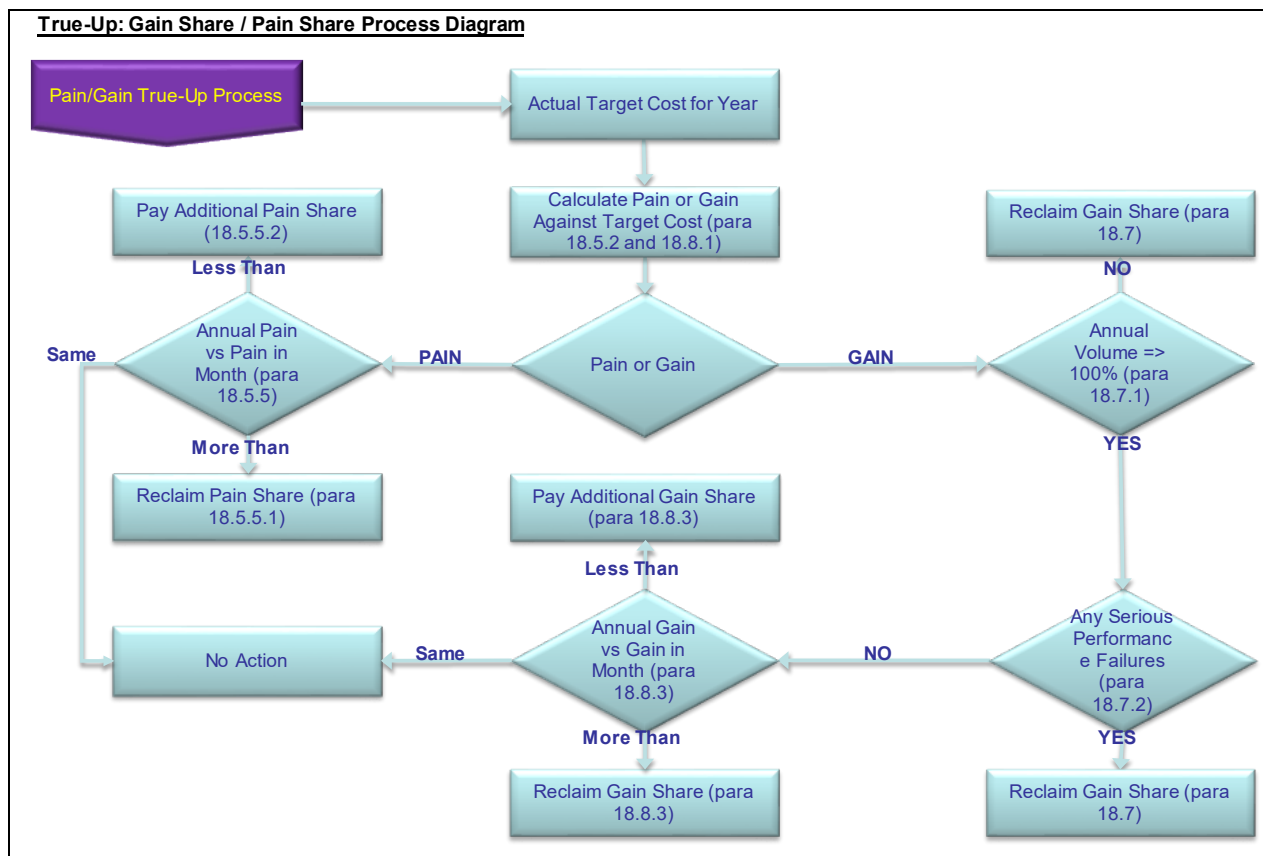 True-Up: Gain Share / Pain Share Process Diagram
Pain/Gain True-Up Process
Actual Target Cost for Year
Pay Additional Pain Share
(18.5.5.2)
Calculate Pain or Gain
Against Target Cost (para
18.5.2 and 18.8.1)
Reclaim Gain Share (para
18.7)
Less Than
NO
Same
Annual Pain
vs Pain in
Month (para
18.5.5)
PAIN
Pain or Gain
GAIN
Annual
Volume =>
100% (para
18.7.1)
More Than
YES
Reclaim Pain Share (para
18.5.5.1)
Pay Additional Gain Share
(para 18.8.3)
Less Than
No Action
Same
Annual Gain
vs Gain in
Month (para
18.8.3)
NO
Any Serious
Performanc
e Failures
(para
18.7.2)
More Than
YES
Reclaim Gain Share (para
18.8.3)
Reclaim Gain Share (para
18.7)